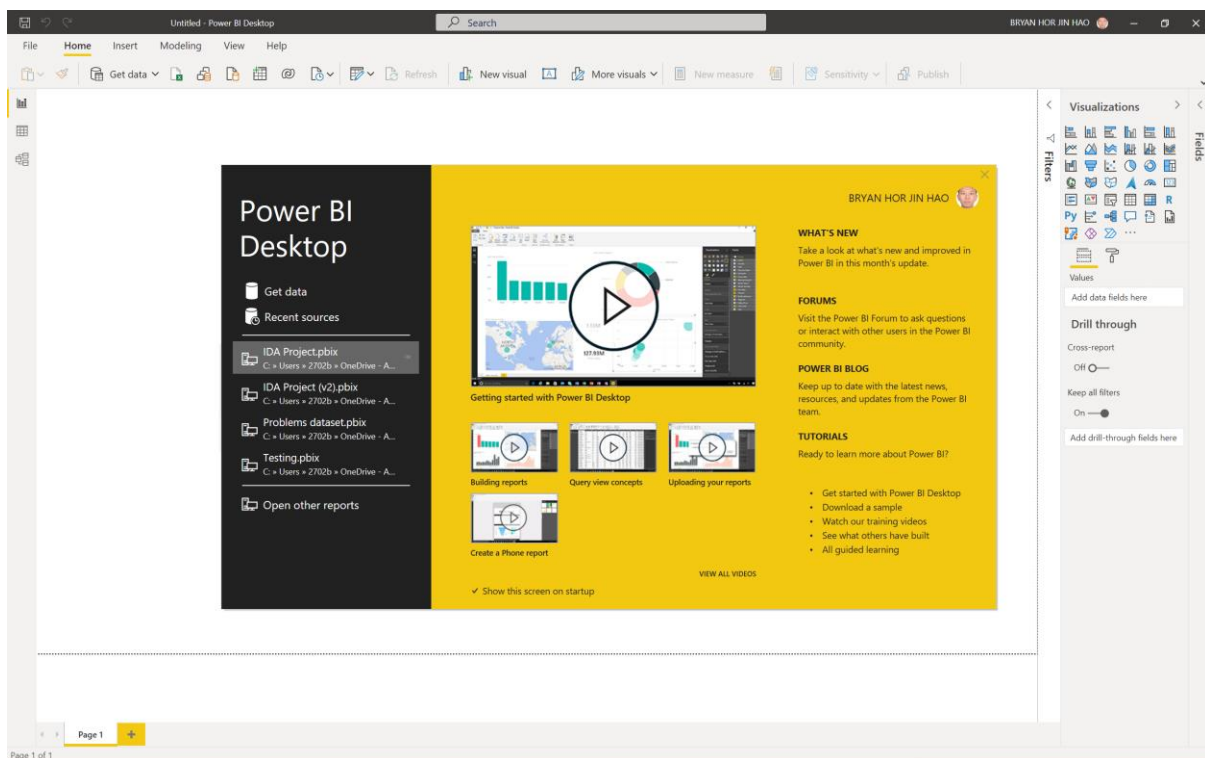 Untitled - Power BI Desktop
Search
BRYAN HOR JIN HAO
File Home Insert Modeling View Help
Get data
Refresh
New visual
More visuals
New measure
Sensitivity
Publish
Power BI
Desktop
Get data
Recent sources
IDA Project.pbix
C: » Users » 2702b » OneDrive - A...
IDA Project (v2).pbix
C: » Users » 2702b » OneDrive - A...
Problems dataset.pbix
C: » Users » 2702b » OneDrive - A...
Testing.pbix
C: » Users » 2702b » OneDrive - A...
Open other reports
Getting started with Power BI Desktop
Building reports
Query view concepts
Uploading your reports
Create a Phone report
VIEW ALL VIDEOS
Show this screen on startup
BRYAN HOR JIN HAO
WHAT'S NEW
Take a look at what's new and improved in
Power BI in this month's update.
FORUMS
Visit the Power BI Forum to ask questions
or interact with other users in the Power BI
community.
POWER BI BLOG
Keep up to date with the latest news,
resources, and updates from the Power BI
team.
TUTORIALS
Ready to learn more about Power BI?
• Get started with Power BI Desktop
• Download a sample
• Watch our training videos
• See what others have built
• All guided learning
Filters
Visualizations
R
Py
Values
Add data fields here
Drill through
Cross-report
Off
Keep all filters
On
Add drill-through fields here
Fields
Page 1
Page 1 of 1